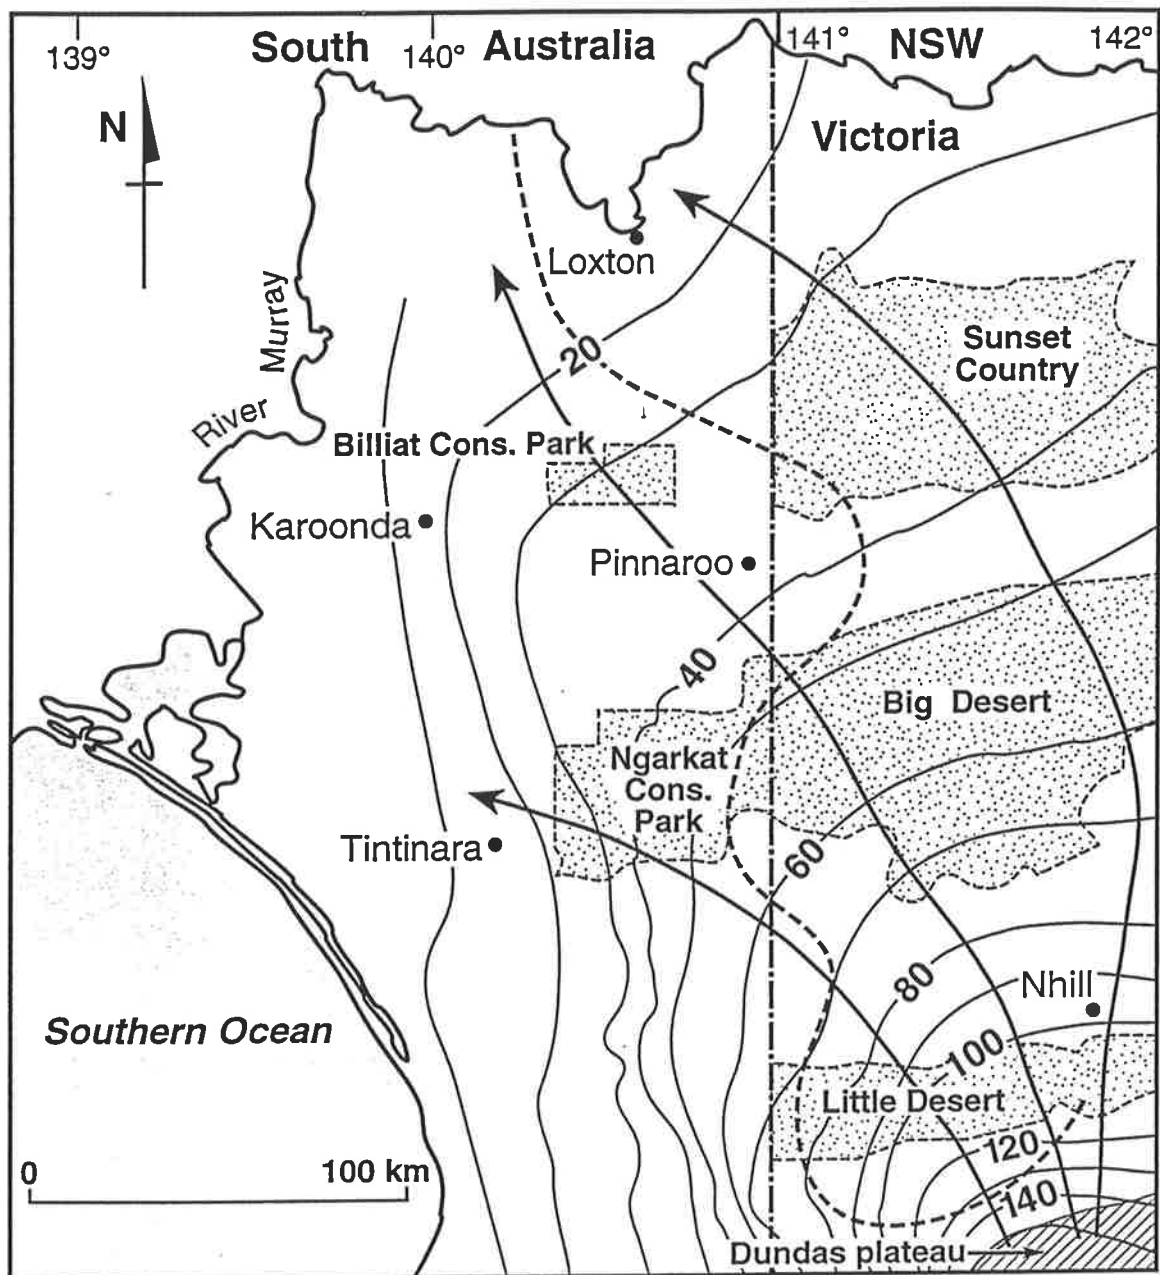 139°
South
140°
Australia
141°
NSW
142°
N
Victoria
Loxton
Murray
River
20
Sunset
Country
Billiat Cons. Park
Karoonda
Pinnaroo
40
Big Desert
Ngarkat
Cons.
Park
Tintinara
60
80
Nhill
Southern Ocean
100
Little Desert
120
0
100 km
140
Dundas plateau